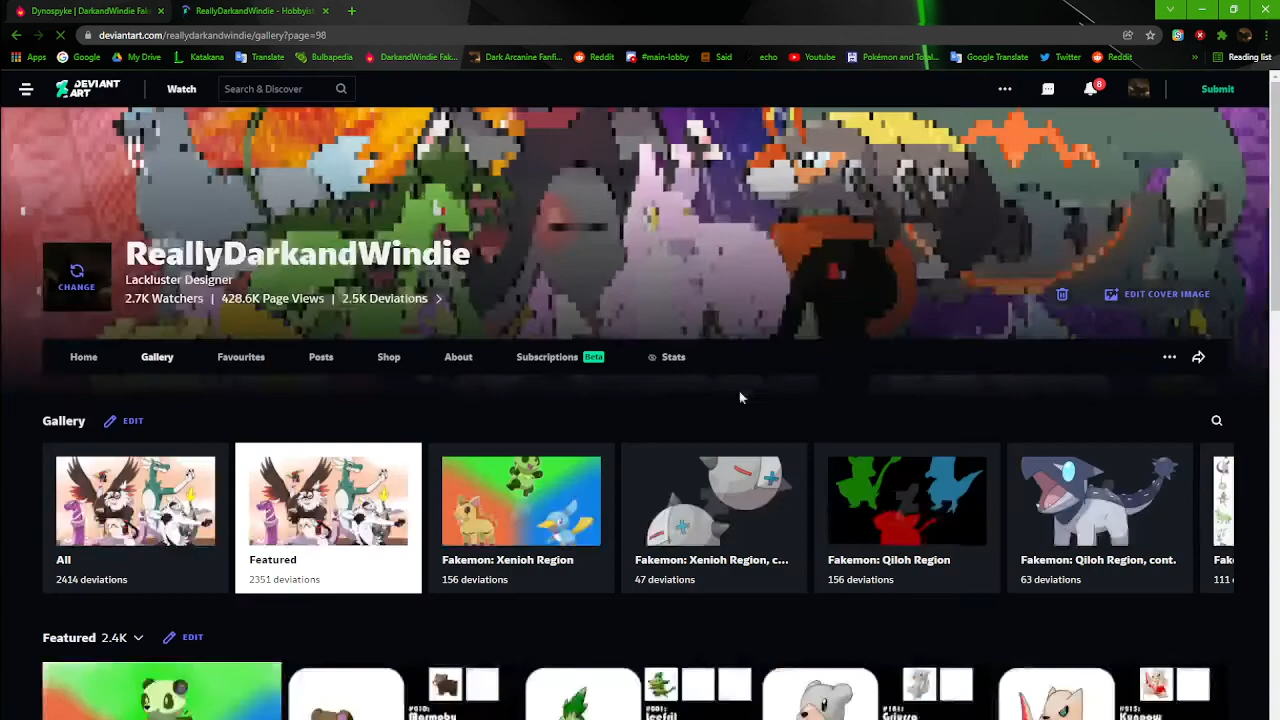 Dynospyke | DarkandWindie Fak
ReallyDarkandWindie - Hobbyist
deviantart.com/reallydarkandwindie/gallery?page=98
Apps Google My Drive Katakana Translate Bulbapedia DarkandWindie Fak... Dark Arcanine Fanfi... Reddit #main-lobby Said echo Youtube Pokémon and Total... Google Translate Twitter Reddit » Reading list
DEVIANT ART Watch Search & Discover 8 Submit
ReallyDarkandWindie
CHANGE
Lackluster Designer
2.7K Watchers | 428.6K Page Views | 2.5K Deviations
EDIT COVER IMAGE
Home Gallery Favourites Posts Shop About Subscriptions Beta Stats
Gallery EDIT
All
2414 deviations
Featured
2351 deviations
Fakemon: Xenioh Region
156 deviations
Fakemon: Xenioh Region, c...
47 deviations
Fakemon: Qiloh Region
156 deviations
Fakemon: Qiloh Region, cont.
63 deviations
Fak
111
Featured 2.4K EDIT